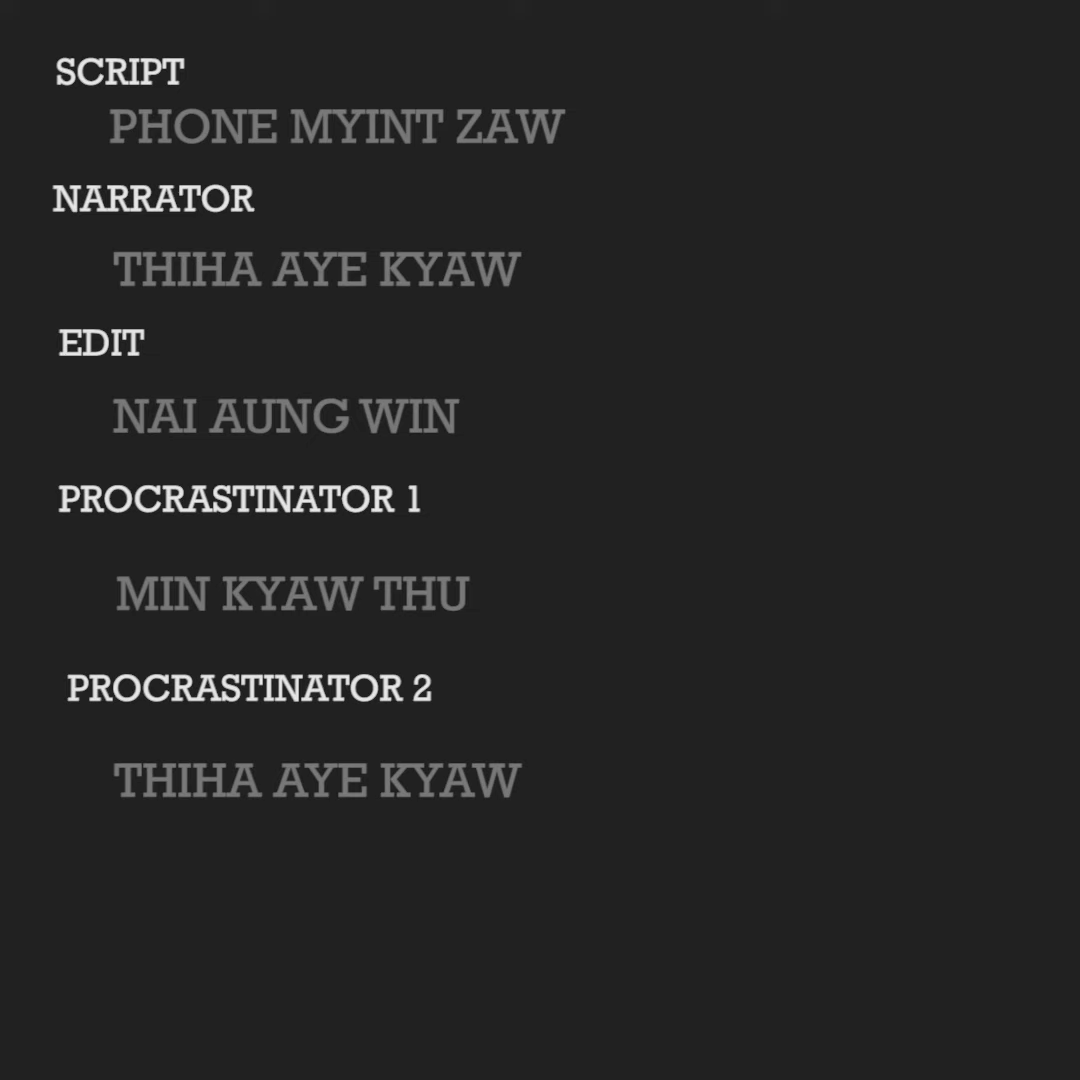 SCRIPT
PHONE MYINT ZAW
NARRATOR
THIHA AYE KYAW
EDIT
NAI AUNG WIN
PROCRASTINATOR 1
MIN KYAW THU
PROCRASTINATOR 2
THIHA AYE KYAW